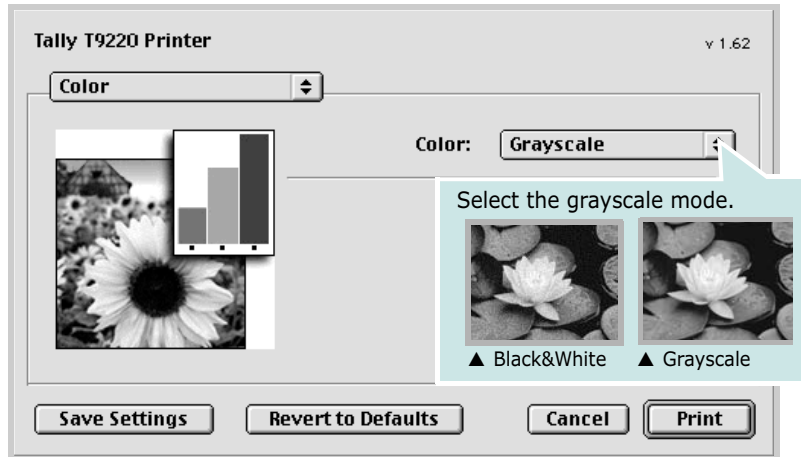 Tally T9220 Printer
v 1.62
Color
Color: Grayscale
Select the grayscale mode.
▲ Black&White ▲ Grayscale
Save Settings Revert to Defaults Cancel Print